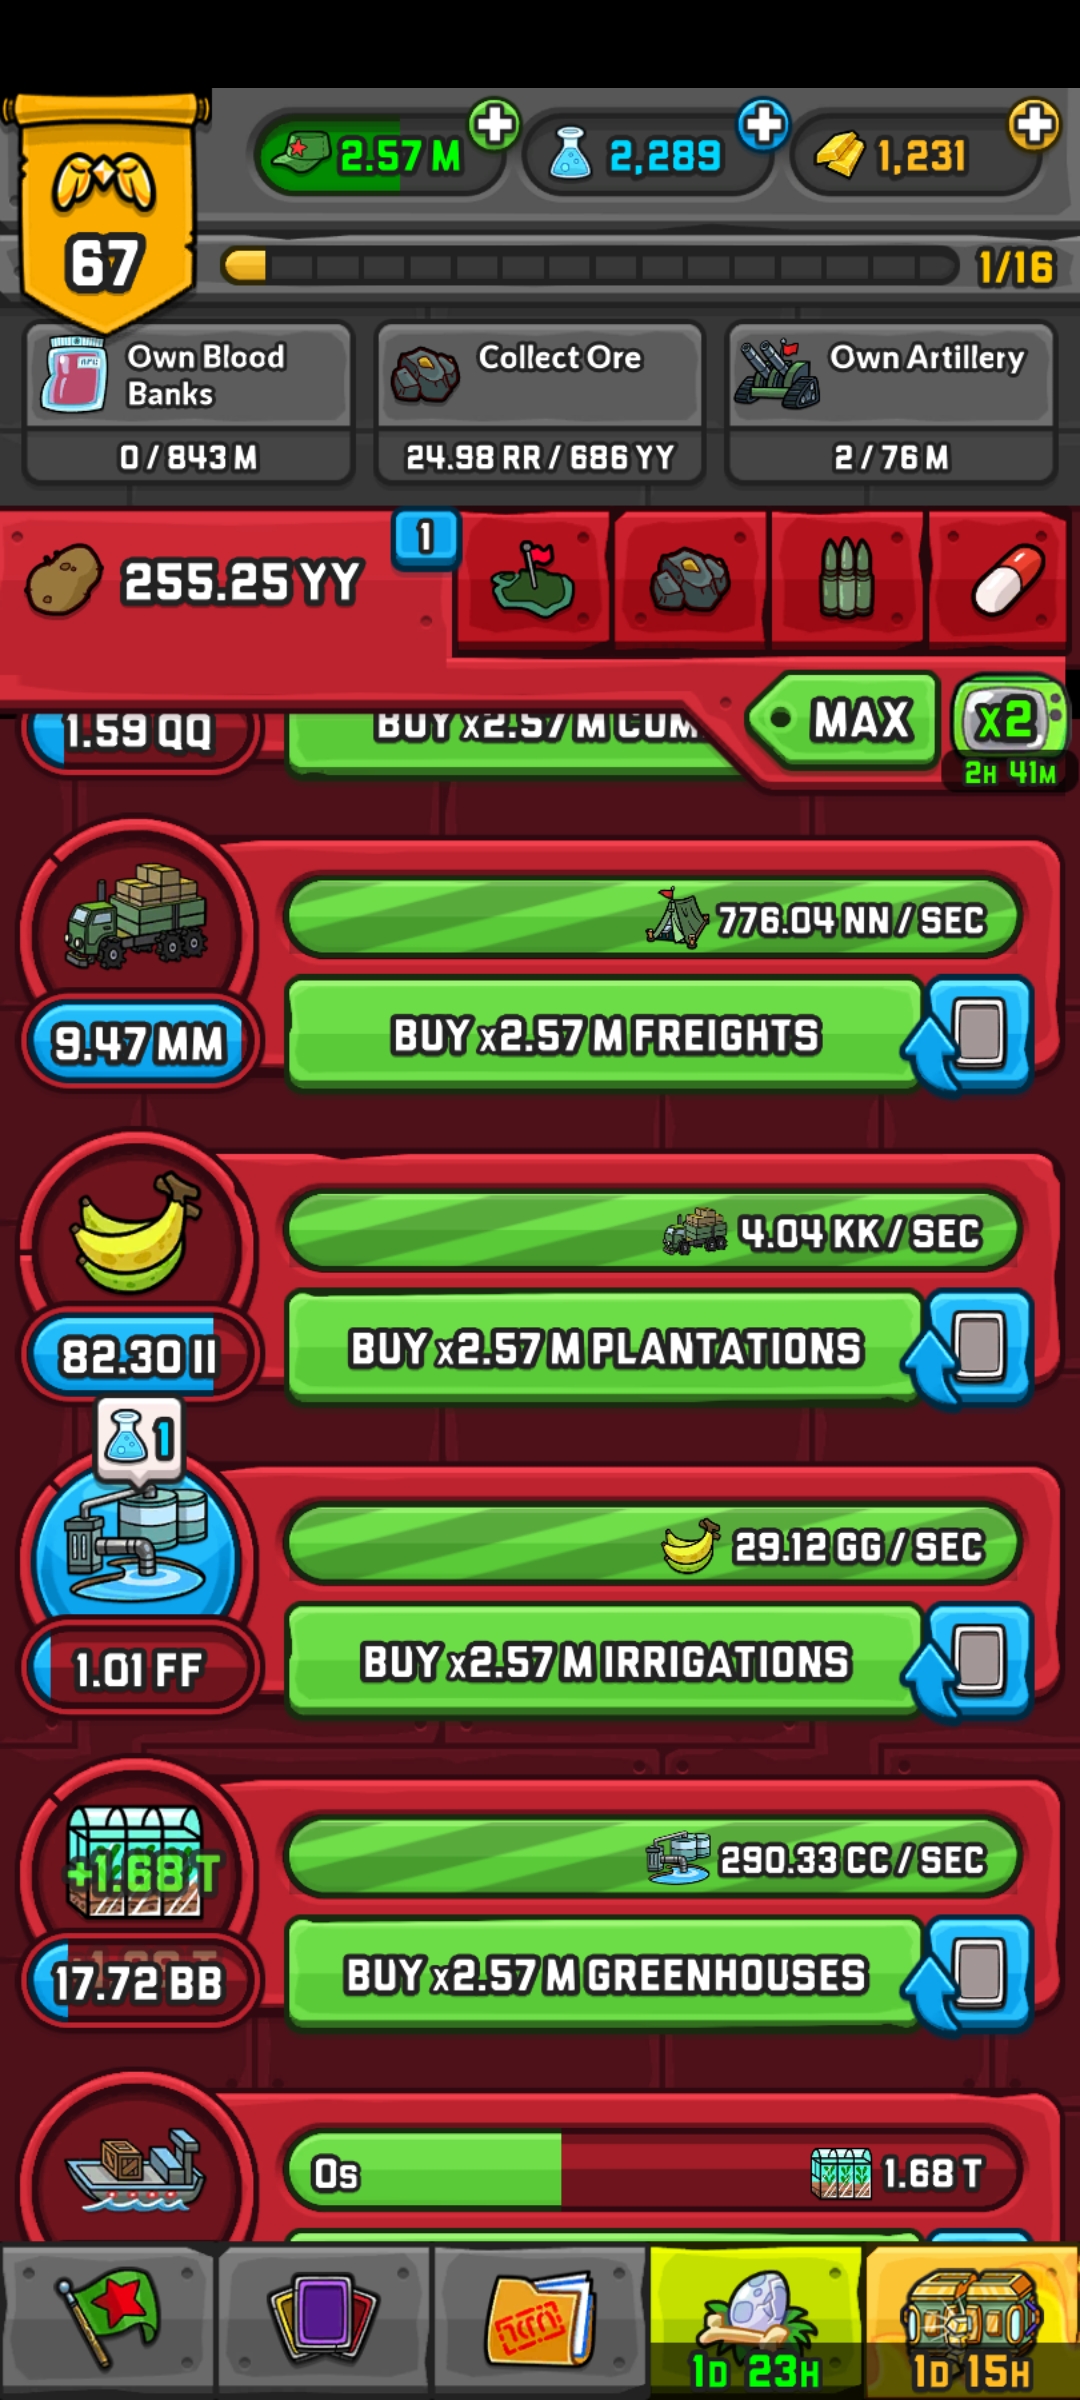 2.57 M
2,289
1,231
67
1/16
Own Blood
Banks
0 / 843 M
Collect Ore
24.98 RR / 686 YY
Own Artillery
2 / 76 M
255.25 YY
1
MAX
x2
2H 41M
1.59 QQ
BUY x2.57 M COM
776.04 NN / SEC
9.47 MM
BUY x2.57 M FREIGHTS
4.04 KK / SEC
82.30 II
BUY x2.57 M PLANTATIONS
1
29.12 GG / SEC
1.01 FF
BUY x2.57 M IRRIGATIONS
+1.68 T
290.33 CC / SEC
17.72 BB
BUY x2.57 M GREENHOUSES
0s
1.68 T
1D 23H
1D 15H